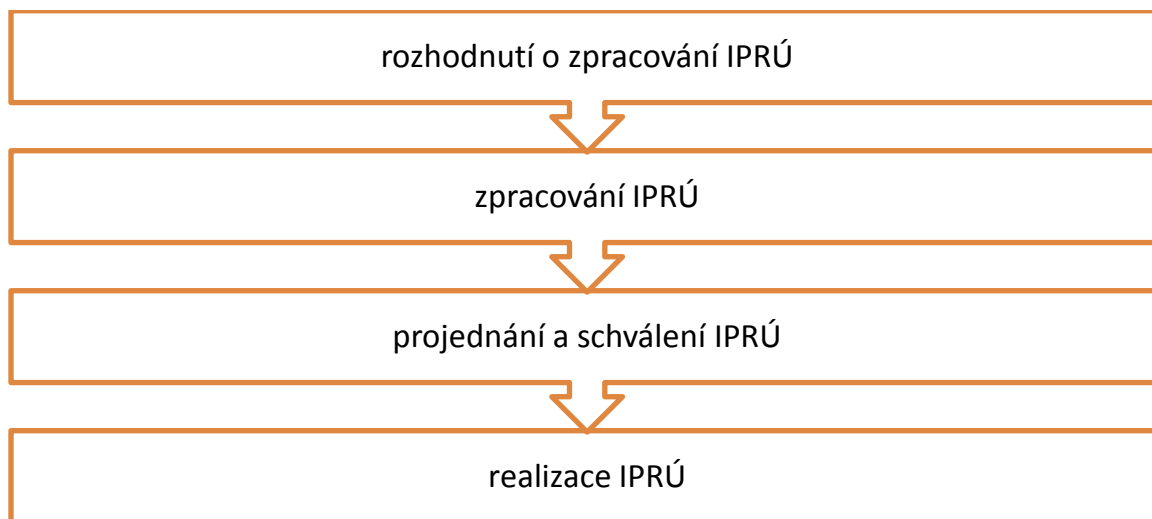 rozhodnutí o zpracování IPRÚ
zpracování IPRÚ
projednání a schválení IPRÚ
realizace IPRÚ